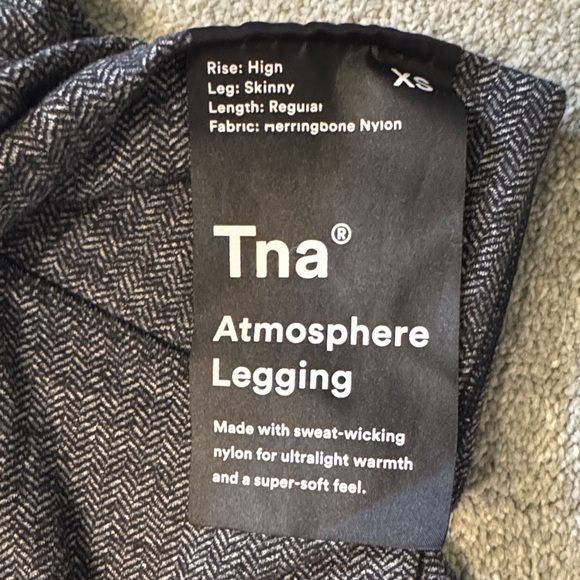 Rise: High
XS
Leg: Skinny
Length: Regular
Fabric: Herringbone Nylon
Tna®
Atmosphere
Legging
Made with sweat-wicking
nylon for ultralight warmth
and a super-soft feel.